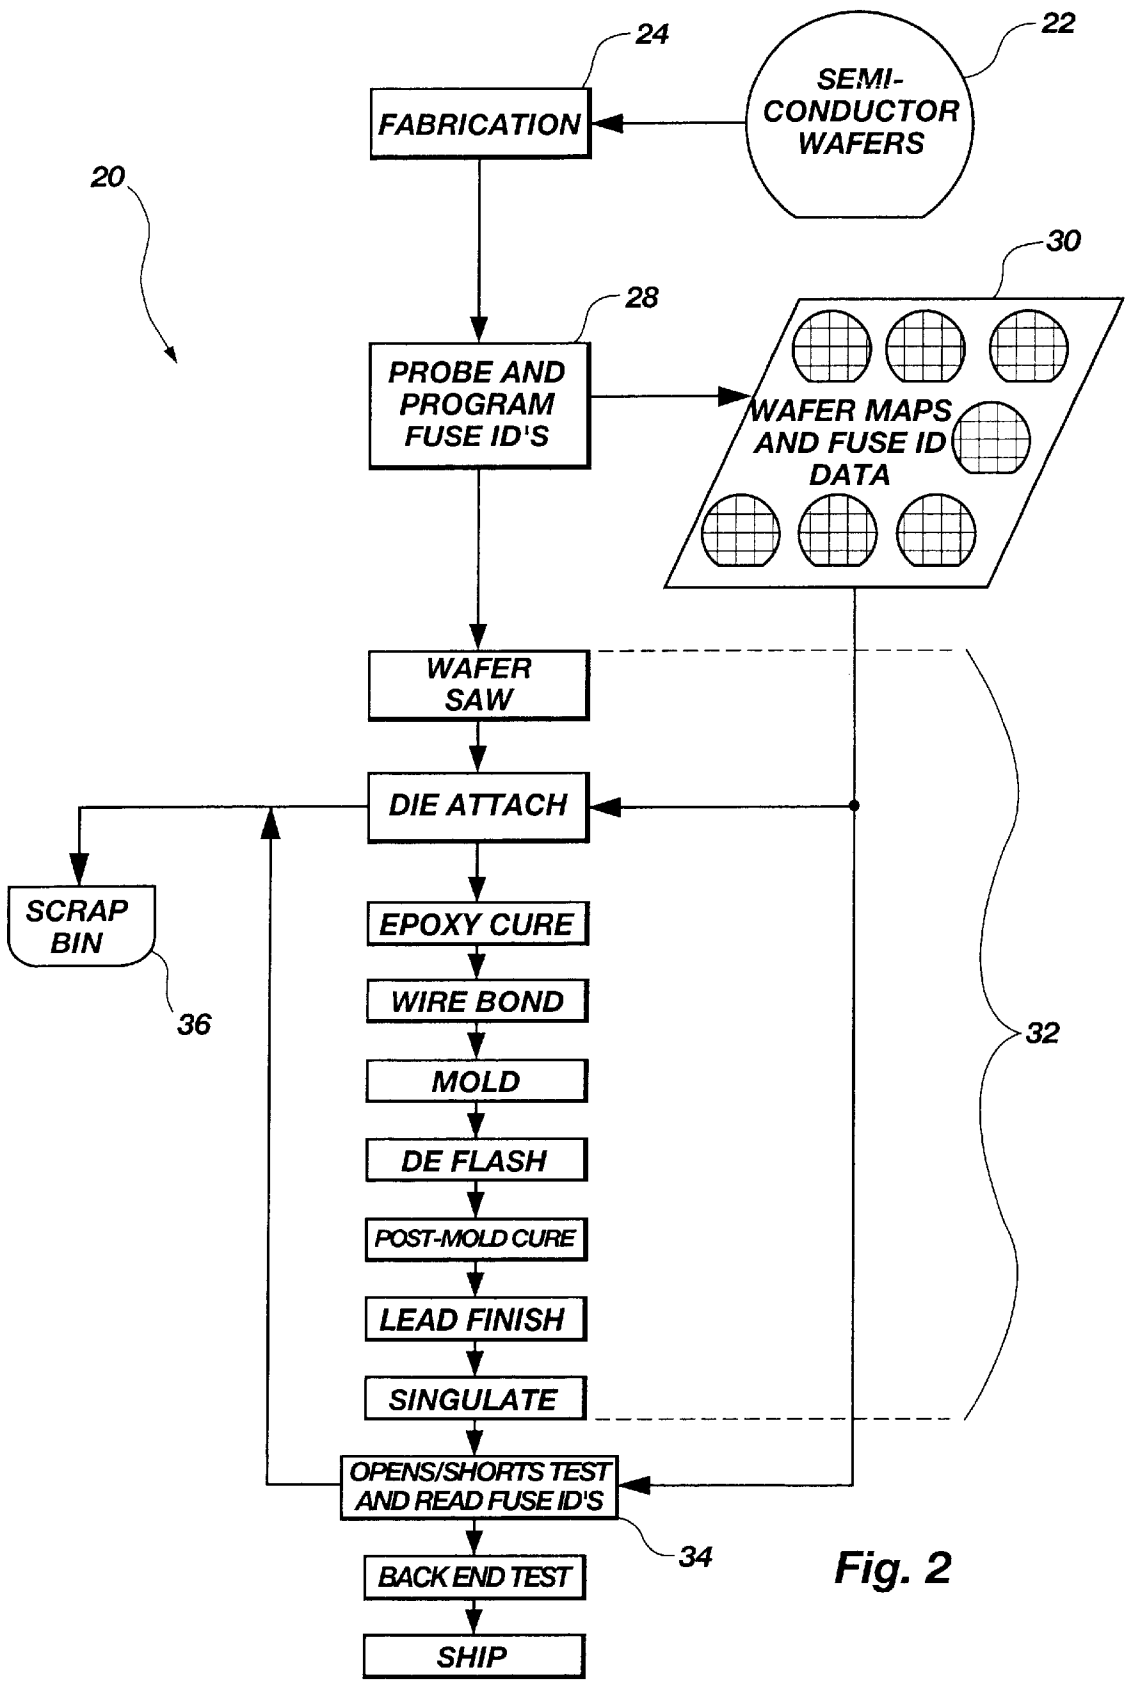 24
22
SEMI-
CONDUCTOR
WAFERS
FABRICATION
20
30
28
PROBE AND
PROGRAM
FUSE ID'S
WAFER MAPS
AND FUSE ID
DATA
WAFER
SAW
DIE ATTACH
SCRAP
BIN
36
EPOXY CURE
WIRE BOND
32
MOLD
DE FLASH
POST-MOLD CURE
LEAD FINISH
SINGULATE
OPENS/SHORTS TEST
AND READ FUSE ID'S
34
BACK END TEST
Fig. 2
SHIP